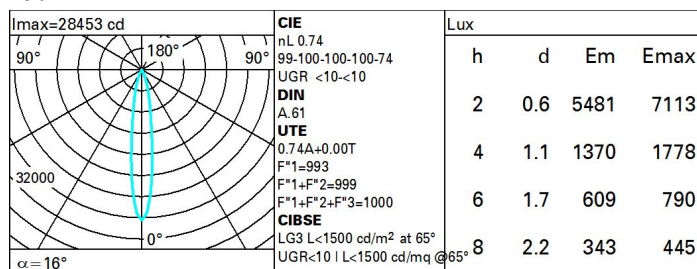 Imax=28453 cd
90° 180° 90°
32000
0°
α=16°
CIE
nL 0.74
99-100-100-100-74
UGR <10-<10
DIN
A.61
UTE
0.74A+0.00T
F"1=993
F"1+F"2=999
F"1+F"2+F"3=1000
CIBSE
LG3 L<1500 cd/m² at 65°
UGR<10 | L<1500 cd/mq @65°
Lux
h d Em Emax
2 0.6 5481 7113
4 1.1 1370 1778
6 1.7 609 790
8 2.2 343 445